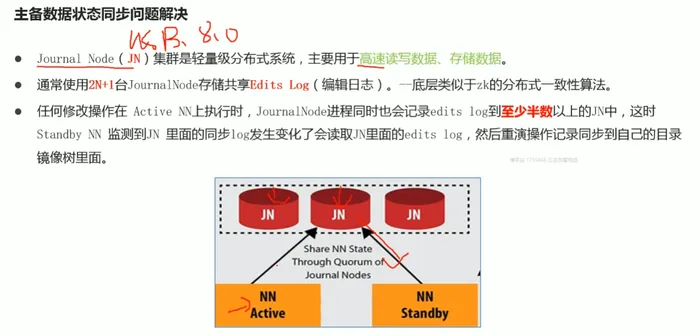 主备数据状态同步问题解决
Journal Node（JN）集群是轻量级分布式系统，主要用于高速读写数据、存储数据。
通常使用2N+1台JournalNode存储共享Edits Log（编辑日志）。--底层类似于zk的分布式一致性算法。
任何修改操作在 Active NN上执行时，JournalNode进程同时也会记录edits log到至少半数以上的JN中，这时
Standby NN 监测到JN 里面的同步log发生变化了会读取JN里面的edits log，然后重演操作记录同步到自己的目录
镜像树里面。
JN
JN
JN
Share NN State
Through Quorum of
Journal Nodes
NN
Active
NN
Standby